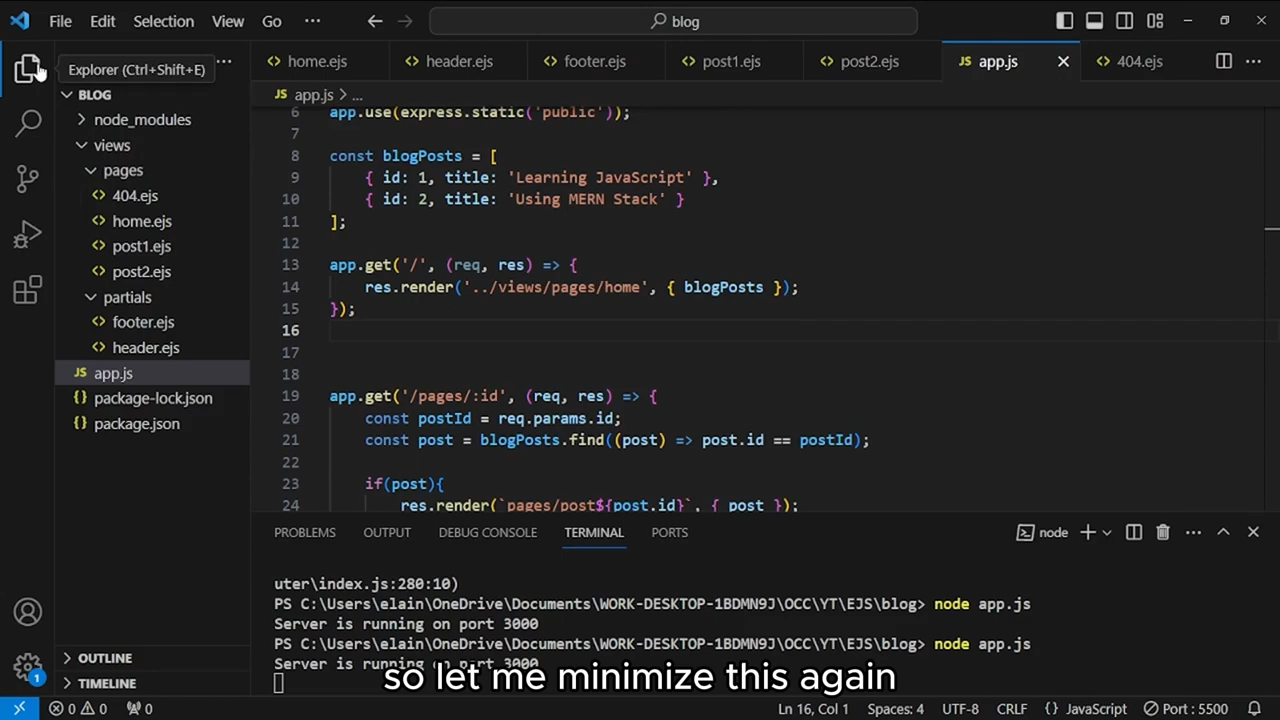 File Edit Selection View Go ··· blog
Explorer (Ctrl+Shift+E) ···
home.ejs header.ejs footer.ejs post1.ejs post2.ejs JS app.js 404.ejs ···
BLOG
node_modules
views
pages
404.ejs
home.ejs
post1.ejs
post2.ejs
partials
footer.ejs
header.ejs
JS app.js
{} package-lock.json
{} package.json
OUTLINE
TIMELINE
JS app.js > ...
6 app.use(express.static('public'));
7
8 const blogPosts = [
9 { id: 1, title: 'Learning JavaScript' },
10 { id: 2, title: 'Using MERN Stack' }
11 ];
12
13 app.get('/', (req, res) => {
14 res.render('../views/pages/home', { blogPosts });
15 });
16
17
18
19 app.get('/pages/:id', (req, res) => {
20 const postId = req.params.id;
21 const post = blogPosts.find((post) => post.id == postId);
22
23 if(post){
24 res.render(`pages/post${post.id}`, { post });
PROBLEMS OUTPUT DEBUG CONSOLE TERMINAL PORTS node ···
uter\index.js:280:10)
PS C:\Users\elain\OneDrive\Documents\WORK-DESKTOP-1BDMN9J\OCC\YT\EJS\blog> node app.js
Server is running on port 3000
PS C:\Users\elain\OneDrive\Documents\WORK-DESKTOP-1BDMN9J\OCC\YT\EJS\blog> node app.js
Server is running on port 3000
so let me minimize this again
1
0 0 0 Ln 16, Col 1 Spaces: 4 UTF-8 CRLF {} JavaScript Port : 5500